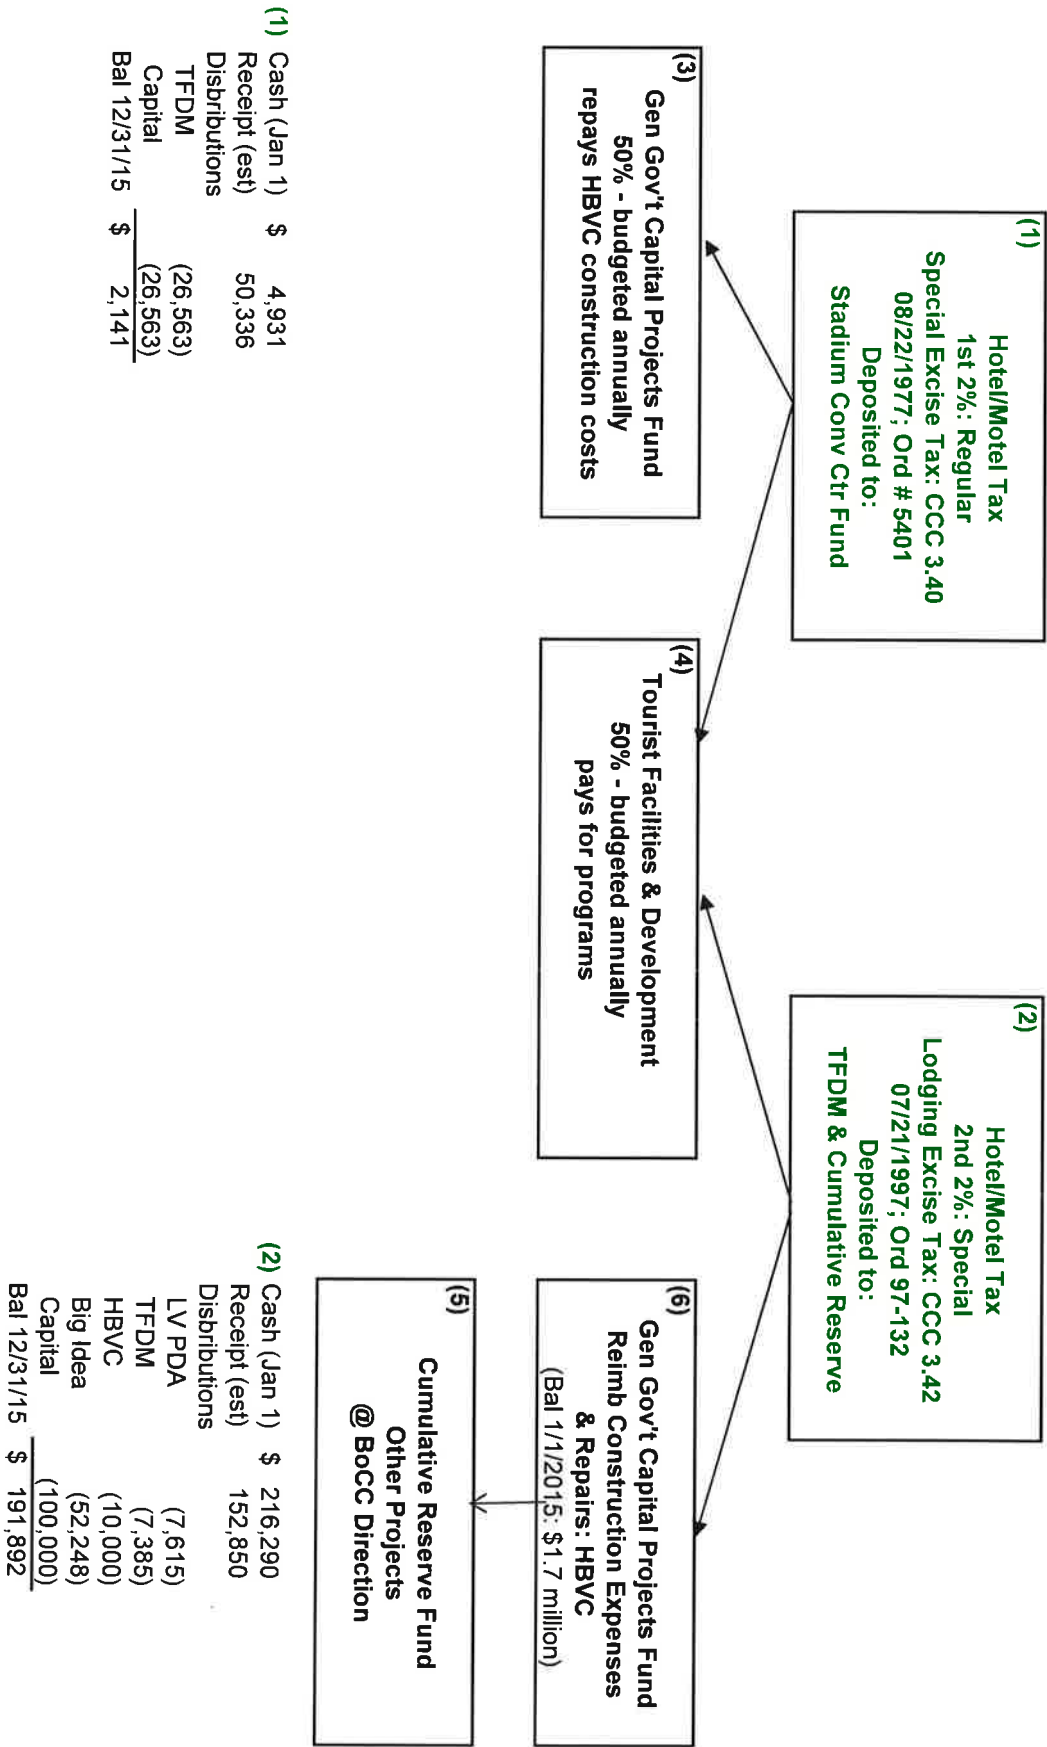 (1)
Hotel/Motel Tax
1st 2%: Regular
Special Excise Tax: CCC 3.40
08/22/1977; Ord # 5401
Deposited to:
Stadium Conv Ctr Fund
(2)
Hotel/Motel Tax
2nd 2%: Special
Lodging Excise Tax: CCC 3.42
07/21/1997; Ord 97-132
Deposited to:
TFDM & Cumulative Reserve
(3)
Gen Gov't Capital Projects Fund
50% - budgeted annually
repays HBVC construction costs
(4)
Tourist Facilities & Development
50% - budgeted annually
pays for programs
(6)
Gen Gov't Capital Projects Fund
Reimb Construction Expenses
& Repairs: HBVC
(Bal 1/1/2015: $1.7 million)
(5)
Cumulative Reserve Fund
Other Projects
@ BoCC Direction
(1) Cash (Jan 1) $ 4,931
Receipt (est) 50,336
Disbributions
TFDM (26,563)
Capital (26,563)
Bal 12/31/15 $ 2,141
(2) Cash (Jan 1) $ 216,290
Receipt (est) 152,850
Disbributions
LV PDA (7,615)
TFDM (7,385)
HBVC (10,000)
Big Idea (52,248)
Capital (100,000)
Bal 12/31/15 $ 191,892